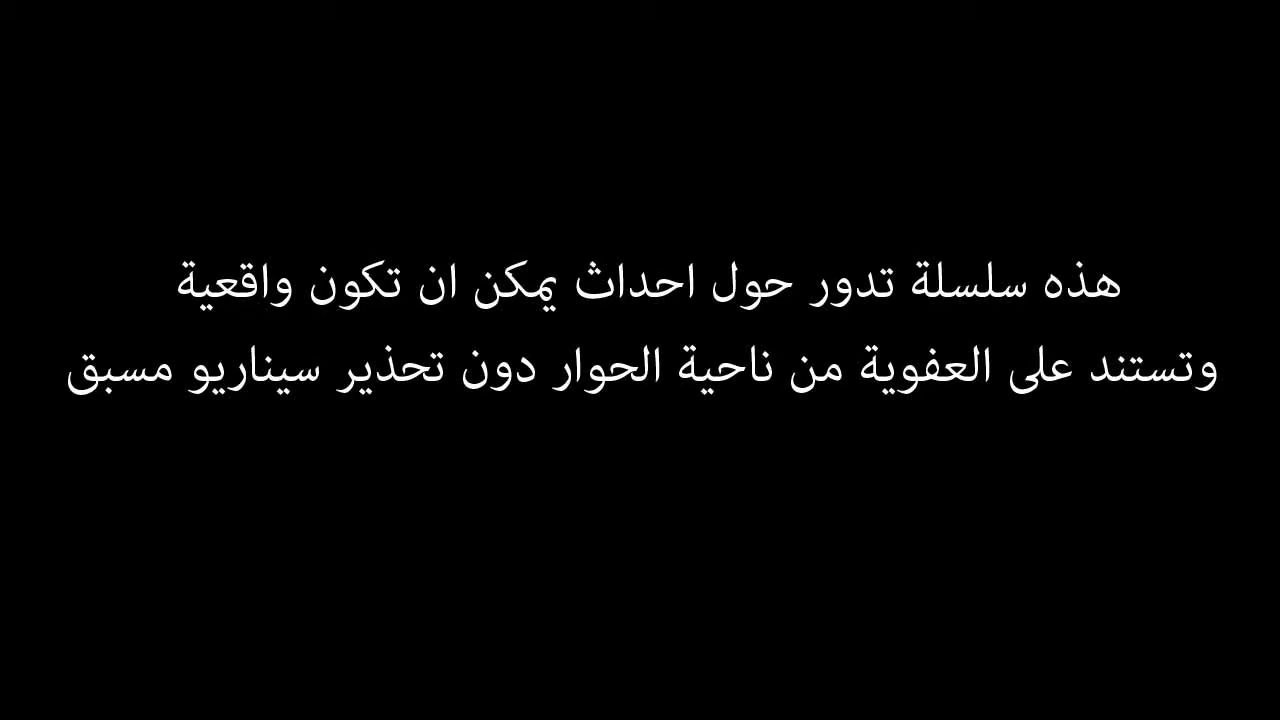 هذه سلسلة تدور حول احداث يمكن ان تكون واقعية
وتستند على العفوية من ناحية الحوار دون تحذير سيناريو مسبق